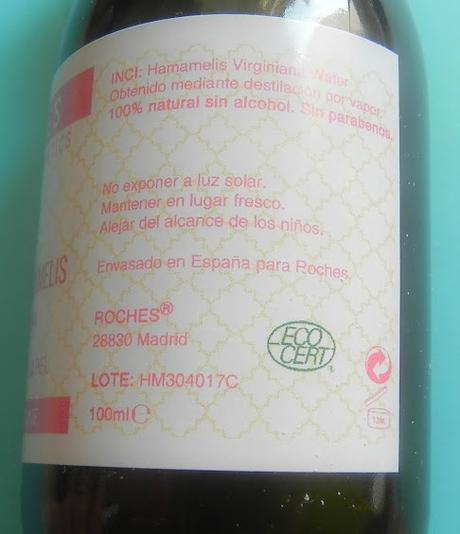 INCI: Hamamelis Virginiana Water
Obtenido mediante destilación por vapor.
100% natural sin alcohol. Sin parabenos.
No exponer a luz solar.
Mantener en lugar fresco.
Alejar del alcance de los niños.
Envasado en España para Roches.
ROCHES®
28830 Madrid
LOTE: HM304017C
100ml ℮
ECO
CERT
12M